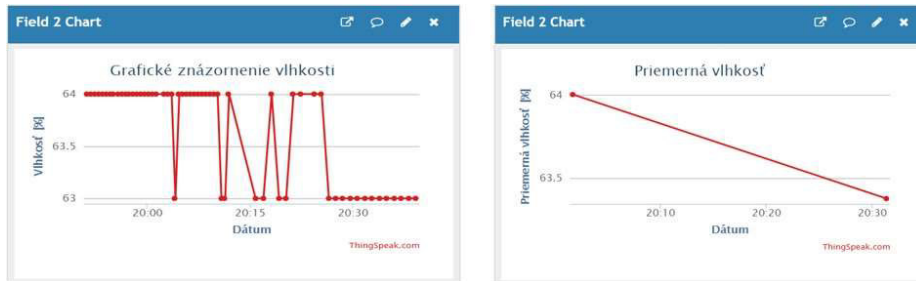 Field 2 Chart
Grafické znázornenie vlhkosti
Vlhkosť [%]
64
63.5
63
20:00
20:15
20:30
Dátum
ThingSpeak.com
Field 2 Chart
Priemerná vlhkosť
Priemerná vlhkosť [%]
64
63.5
20:10
20:20
20:30
Dátum
ThingSpeak.com